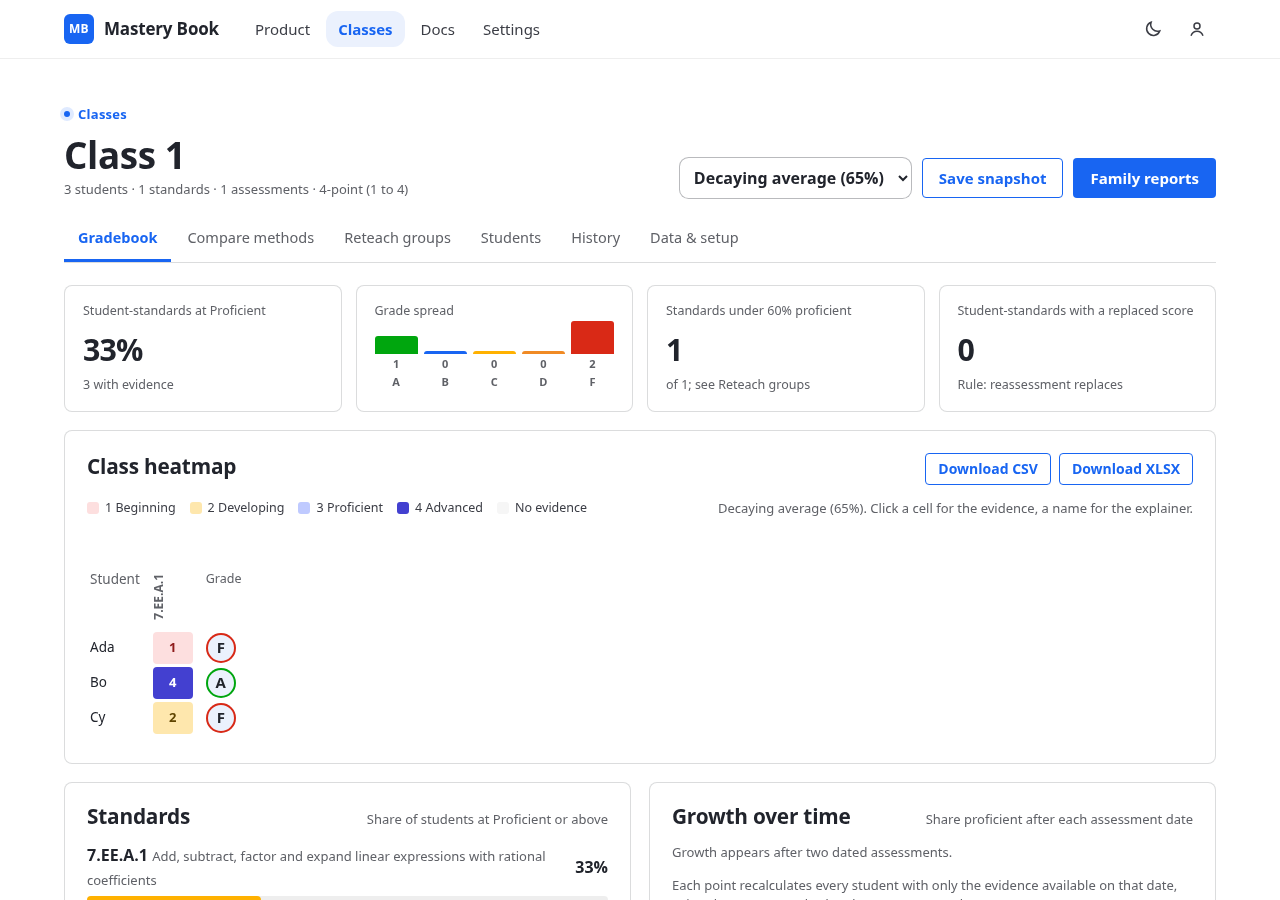 MB Mastery Book Product Classes Docs Settings
Classes
Class 1
3 students · 1 standards · 1 assessments · 4-point (1 to 4)
Decaying average (65%) Save snapshot Family reports
Gradebook Compare methods Reteach groups Students History Data & setup
Student-standards at Proficient
33%
3 with evidence
Grade spread
1 0 0 0 2
A B C D F
Standards under 60% proficient
1
of 1; see Reteach groups
Student-standards with a replaced score
0
Rule: reassessment replaces
Class heatmap
Download CSV Download XLSX
1 Beginning 2 Developing 3 Proficient 4 Advanced No evidence
Decaying average (65%). Click a cell for the evidence, a name for the explainer.
Student 7.EE.A.1 Grade
Ada 1 F
Bo 4 A
Cy 2 F
Standards
Share of students at Proficient or above
7.EE.A.1 Add, subtract, factor and expand linear expressions with rational
coefficients
33%
Growth over time
Share proficient after each assessment date
Growth appears after two dated assessments.
Each point recalculates every student with only the evidence available on that date,